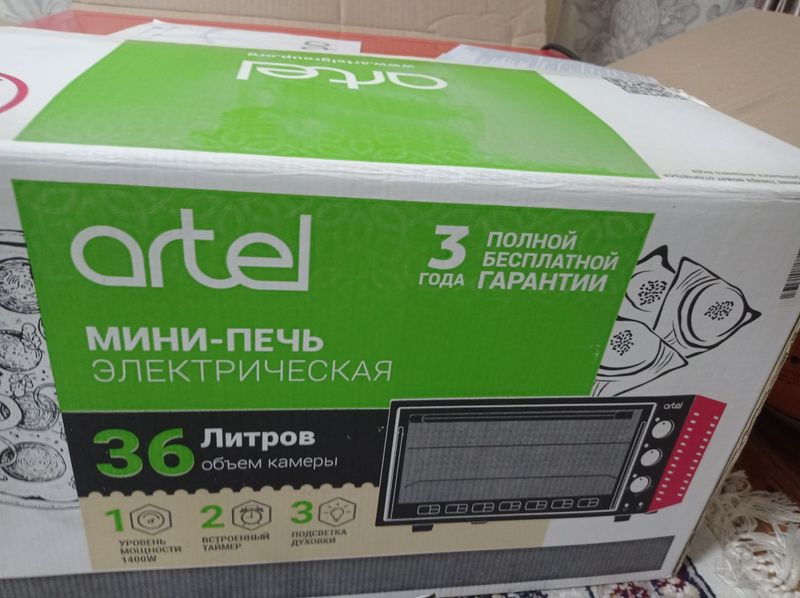 www.artelgroup.org
artel
artel
3 ГОДА
ПОЛНОЙ
БЕСПЛАТНОЙ
ГАРАНТИИ
МИНИ-ПЕЧЬ
ЭЛЕКТРИЧЕСКАЯ
36 Литров
объем камеры
artel
1
УРОВЕНЬ
МОЩНОСТИ
1400W
2
ВСТРОЕННЫЙ
ТАЙМЕР
3
ПОДСВЕТКА
ДУХОВКИ